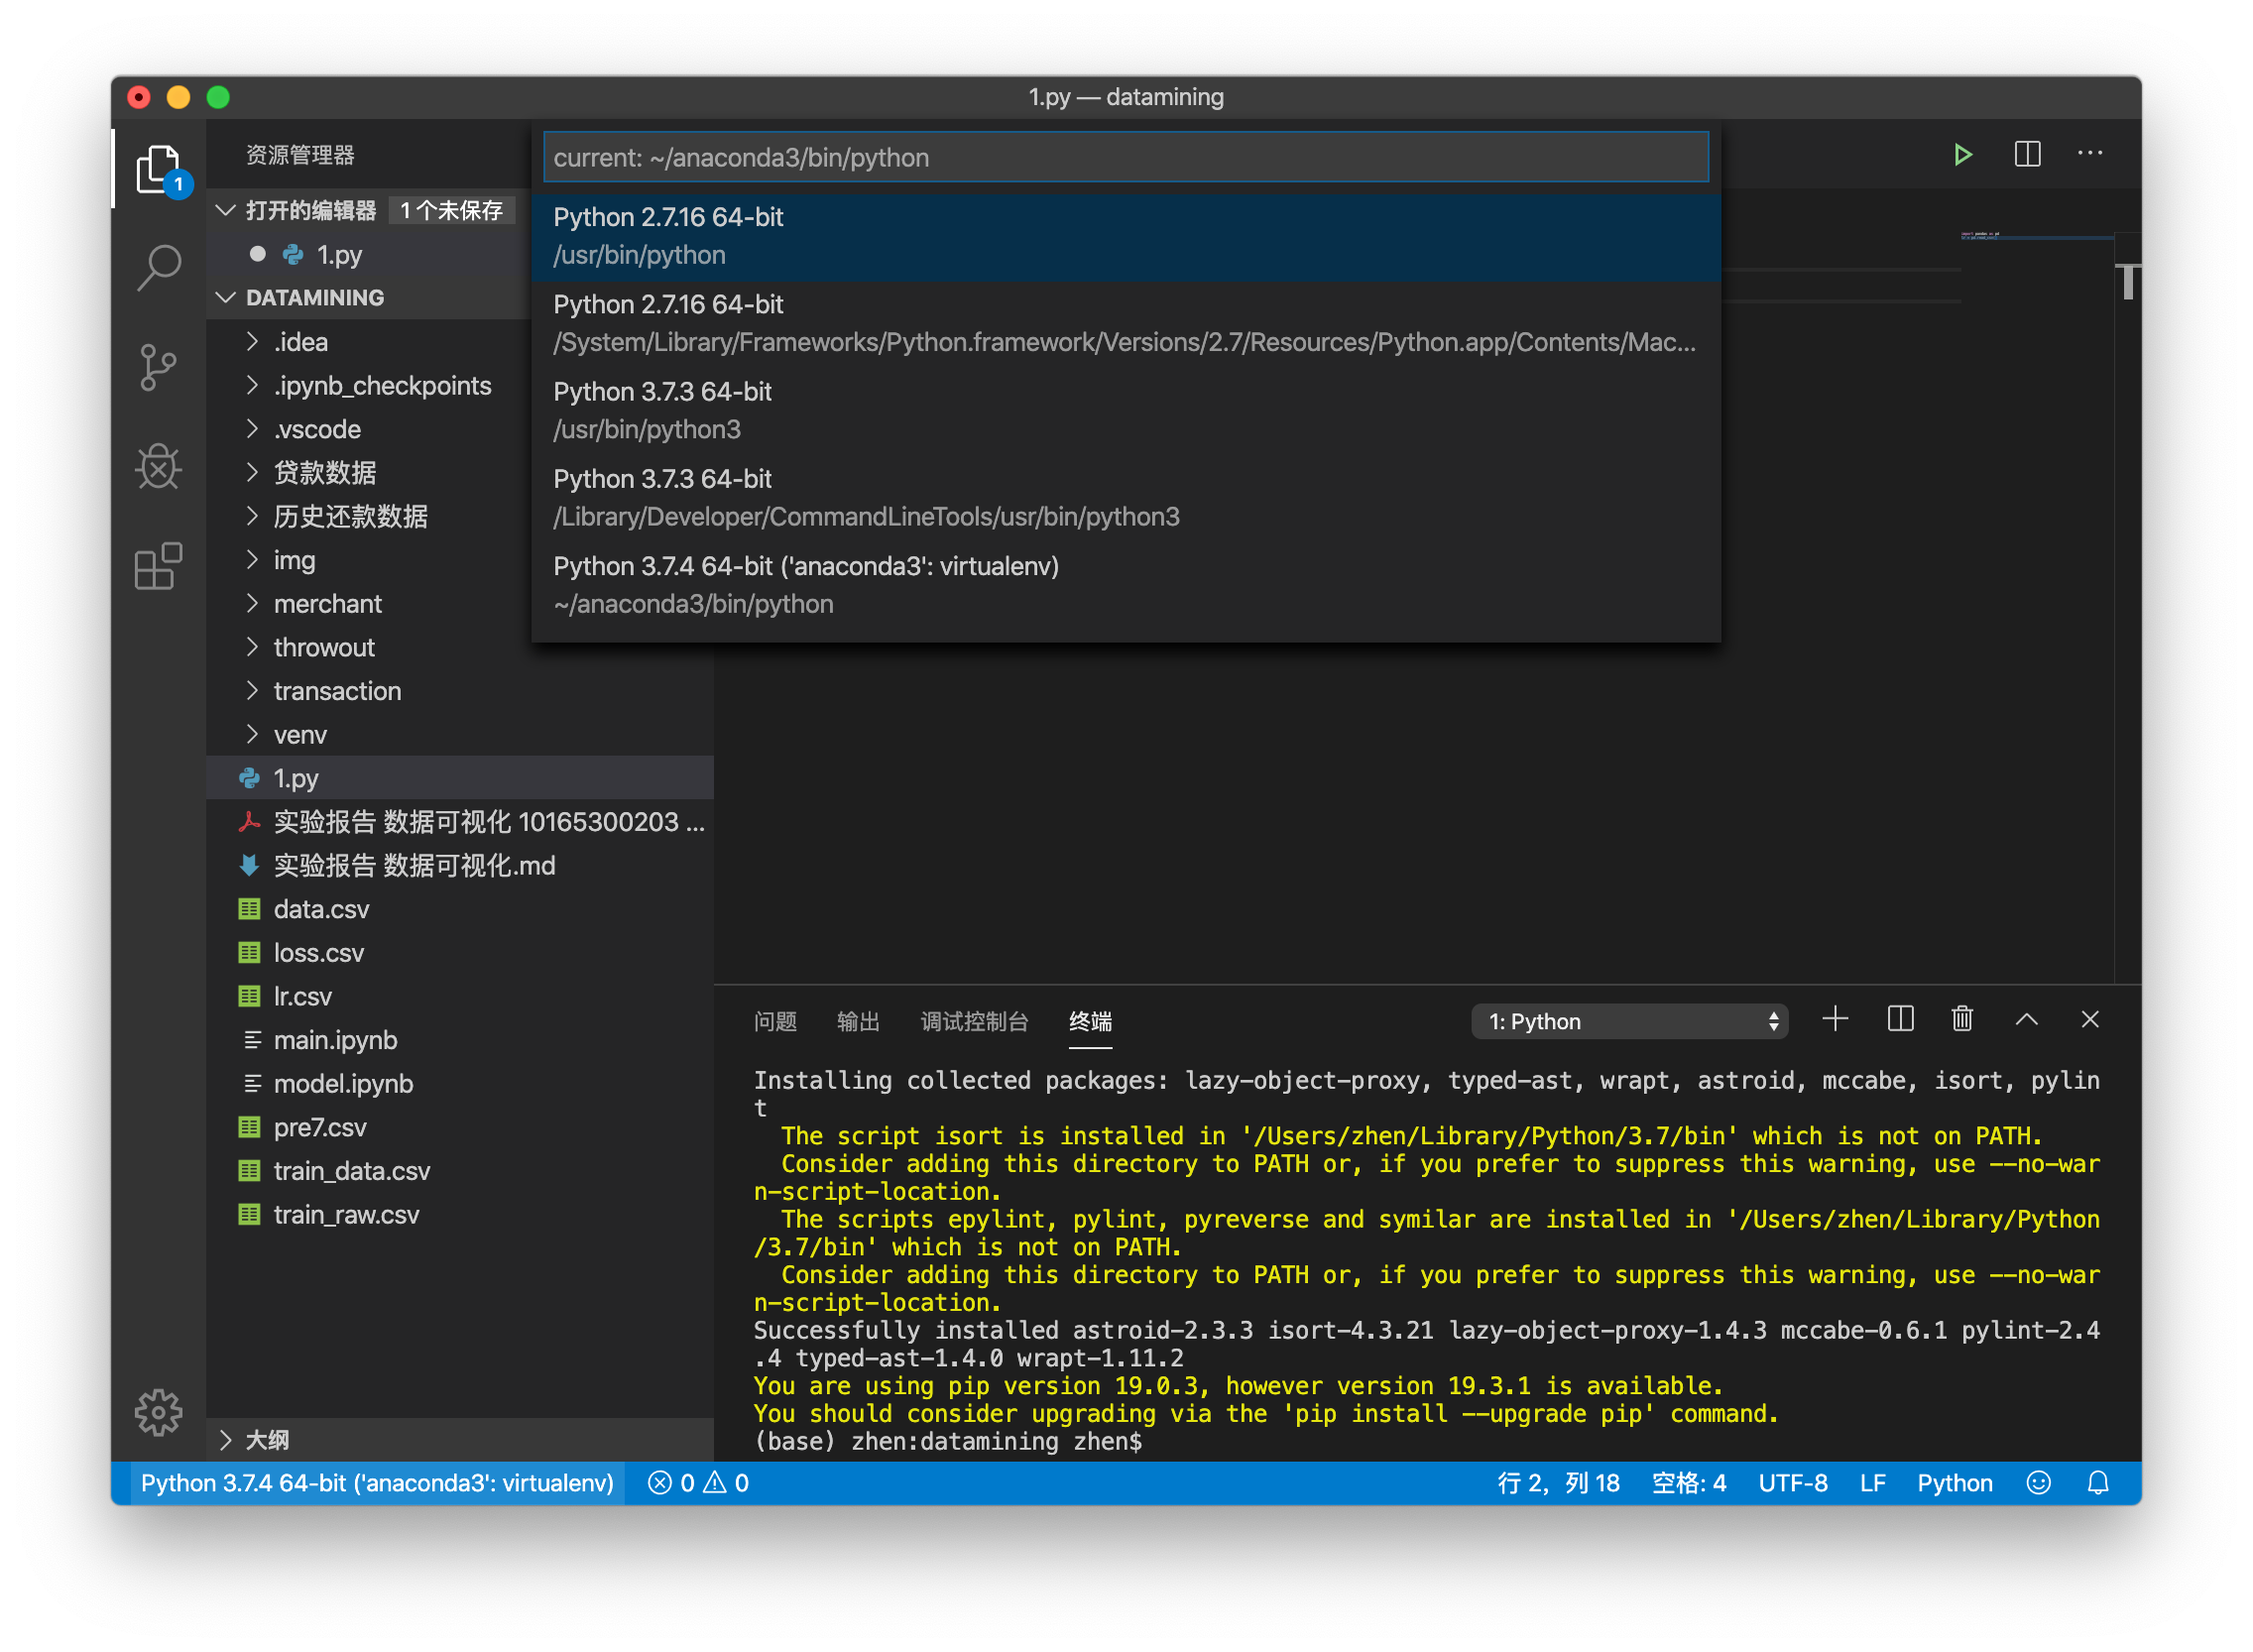 1.py — datamining
资源管理器
1
打开的编辑器 1 个未保存
1.py
DATAMINING
.idea
.ipynb_checkpoints
.vscode
贷款数据
历史还款数据
img
merchant
throwout
transaction
venv
1.py
实验报告 数据可视化 10165300203 ...
实验报告 数据可视化.md
data.csv
loss.csv
lr.csv
main.ipynb
model.ipynb
pre7.csv
train_data.csv
train_raw.csv
大纲
current: ~/anaconda3/bin/python
Python 2.7.16 64-bit
/usr/bin/python
Python 2.7.16 64-bit
/System/Library/Frameworks/Python.framework/Versions/2.7/Resources/Python.app/Contents/Mac...
Python 3.7.3 64-bit
/usr/bin/python3
Python 3.7.3 64-bit
/Library/Developer/CommandLineTools/usr/bin/python3
Python 3.7.4 64-bit ('anaconda3': virtualenv)
~/anaconda3/bin/python
问题 输出 调试控制台 终端 1: Python
Installing collected packages: lazy-object-proxy, typed-ast, wrapt, astroid, mccabe, isort, pylin
t
The script isort is installed in '/Users/zhen/Library/Python/3.7/bin' which is not on PATH.
Consider adding this directory to PATH or, if you prefer to suppress this warning, use --no-war
n-script-location.
The scripts epylint, pylint, pyreverse and symilar are installed in '/Users/zhen/Library/Python
/3.7/bin' which is not on PATH.
Consider adding this directory to PATH or, if you prefer to suppress this warning, use --no-war
n-script-location.
Successfully installed astroid-2.3.3 isort-4.3.21 lazy-object-proxy-1.4.3 mccabe-0.6.1 pylint-2.4
.4 typed-ast-1.4.0 wrapt-1.11.2
You are using pip version 19.0.3, however version 19.3.1 is available.
You should consider upgrading via the 'pip install --upgrade pip' command.
(base) zhen:datamining zhen$
Python 3.7.4 64-bit ('anaconda3': virtualenv) 0 0 行 2，列 18 空格: 4 UTF-8 LF Python